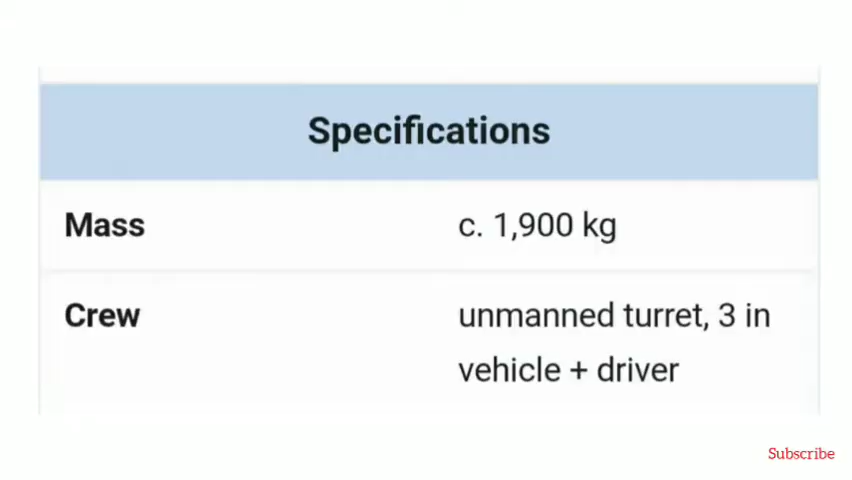 Specifications
Mass c. 1,900 kg
Crew unmanned turret, 3 in
vehicle + driver
Subscribe